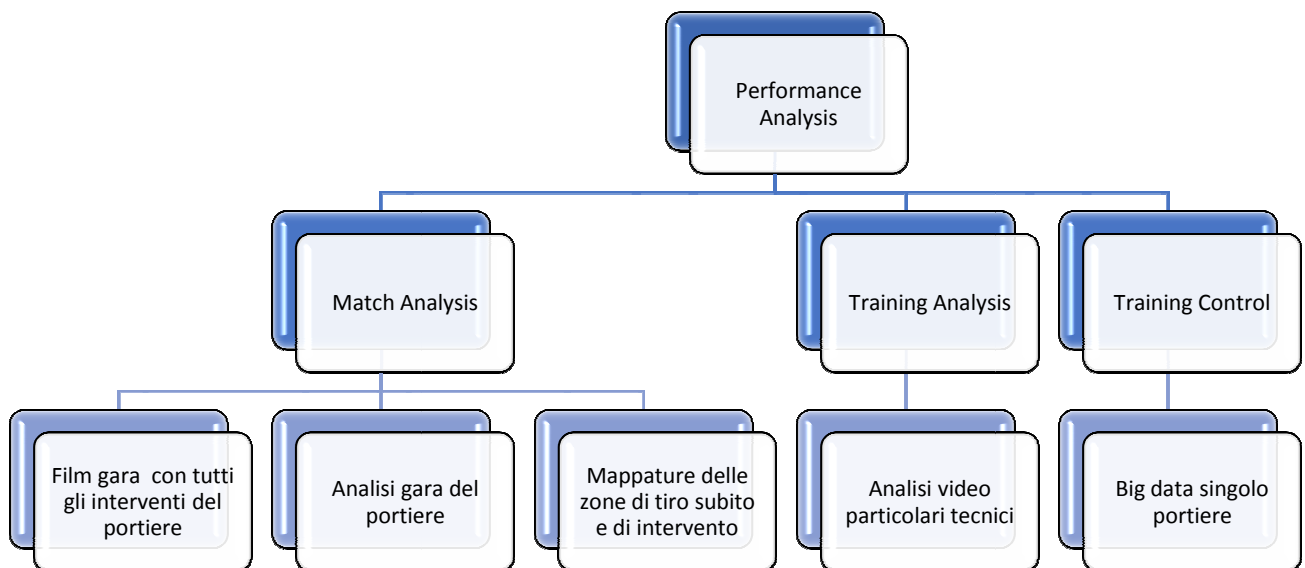 Performance
Analysis
Match Analysis
Training Analysis
Training Control
Film gara con tutti
gli interventi del
portiere
Analisi gara del
portiere
Mappature delle
zone di tiro subito
e di intervento
Analisi video
particolari tecnici
Big data singolo
portiere